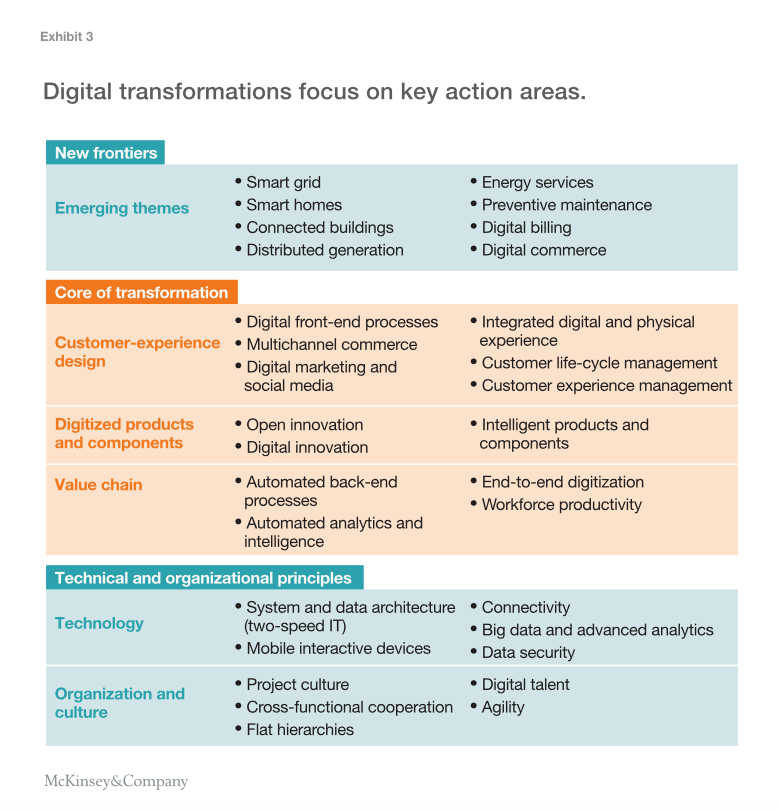 Exhibit 3
Digital transformations focus on key action areas.
New frontiers
Emerging themes
• Smart grid
• Smart homes
• Connected buildings
• Distributed generation
• Energy services
• Preventive maintenance
• Digital billing
• Digital commerce
Core of transformation
Customer-experience
design
• Digital front-end processes
• Multichannel commerce
• Digital marketing and
social media
• Integrated digital and physical
experience
• Customer life-cycle management
• Customer experience management
Digitized products
and components
• Open innovation
• Digital innovation
• Intelligent products and
components
Value chain
• Automated back-end
processes
• Automated analytics and
intelligence
• End-to-end digitization
• Workforce productivity
Technical and organizational principles
Technology
• System and data architecture
(two-speed IT)
• Mobile interactive devices
• Connectivity
• Big data and advanced analytics
• Data security
Organization and
culture
• Project culture
• Cross-functional cooperation
• Flat hierarchies
• Digital talent
• Agility
McKinsey&Company